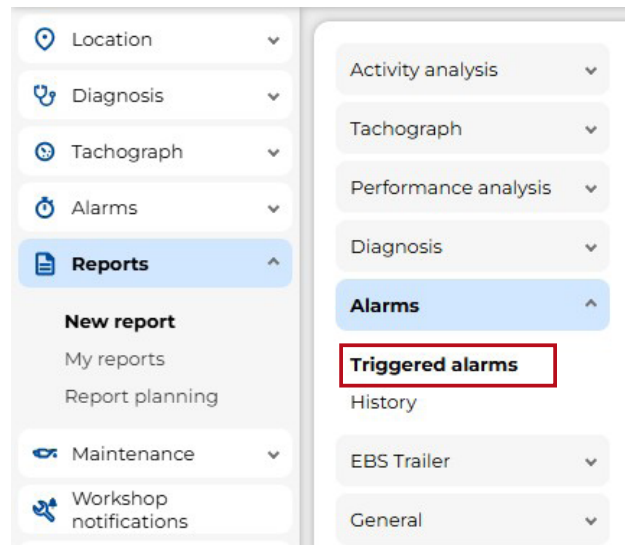 Location
Diagnosis
Tachograph
Alarms
Reports
New report
My reports
Report planning
Maintenance
Workshop
notifications
Activity analysis
Tachograph
Performance analysis
Diagnosis
Alarms
Triggered alarms
History
EBS Trailer
General